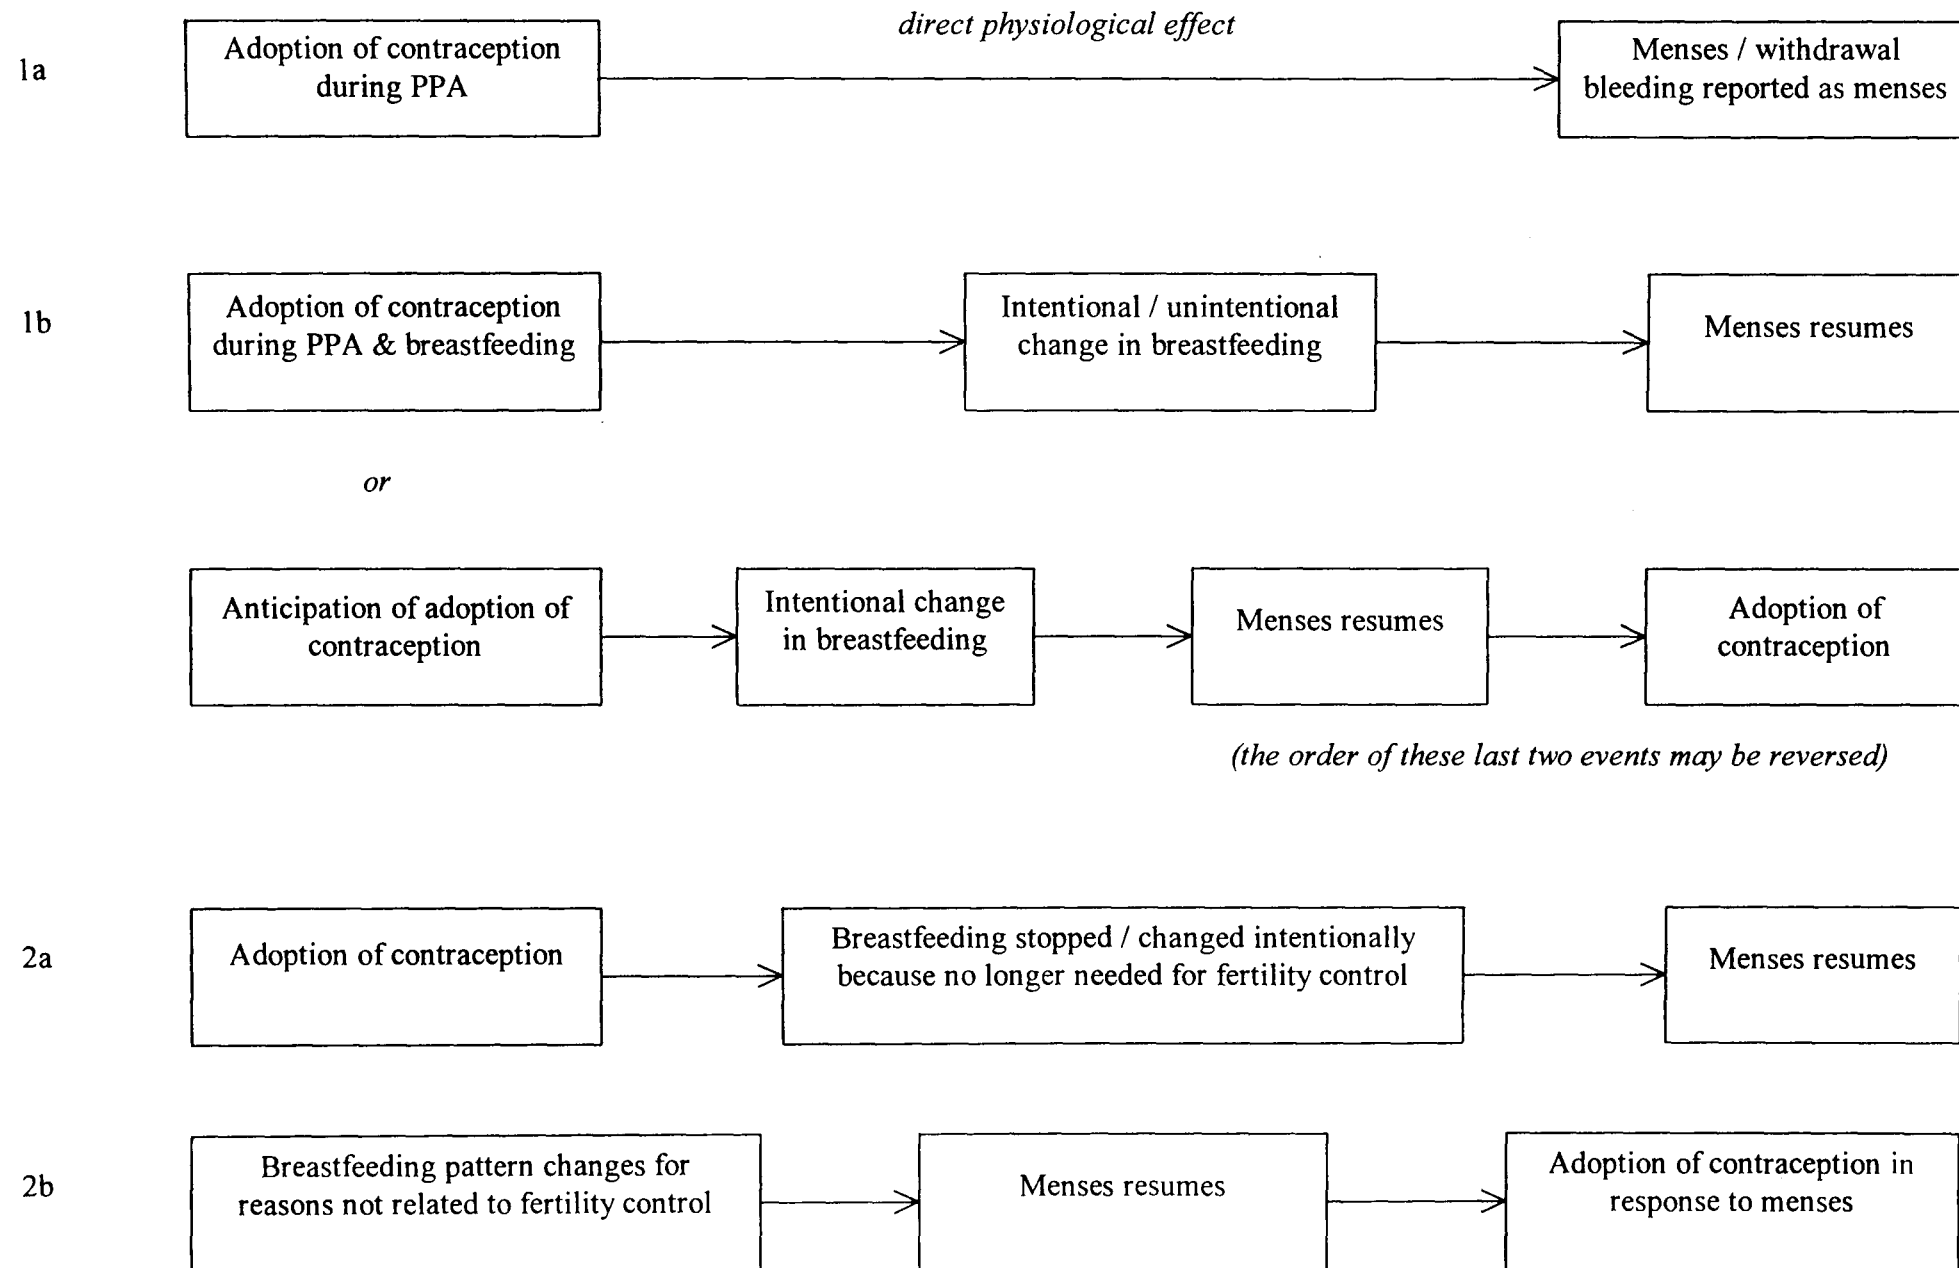 direct physiological effect
1a
Adoption of contraception
during PPA
Menses / withdrawal
bleeding reported as menses
1b
Adoption of contraception
during PPA & breastfeeding
Intentional / unintentional
change in breastfeeding
Menses resumes
or
Anticipation of adoption of
contraception
Intentional change
in breastfeeding
Menses resumes
Adoption of
contraception
(the order of these last two events may be reversed)
2a
Adoption of contraception
Breastfeeding stopped / changed intentionally
because no longer needed for fertility control
Menses resumes
2b
Breastfeeding pattern changes for
reasons not related to fertility control
Menses resumes
Adoption of contraception in
response to menses